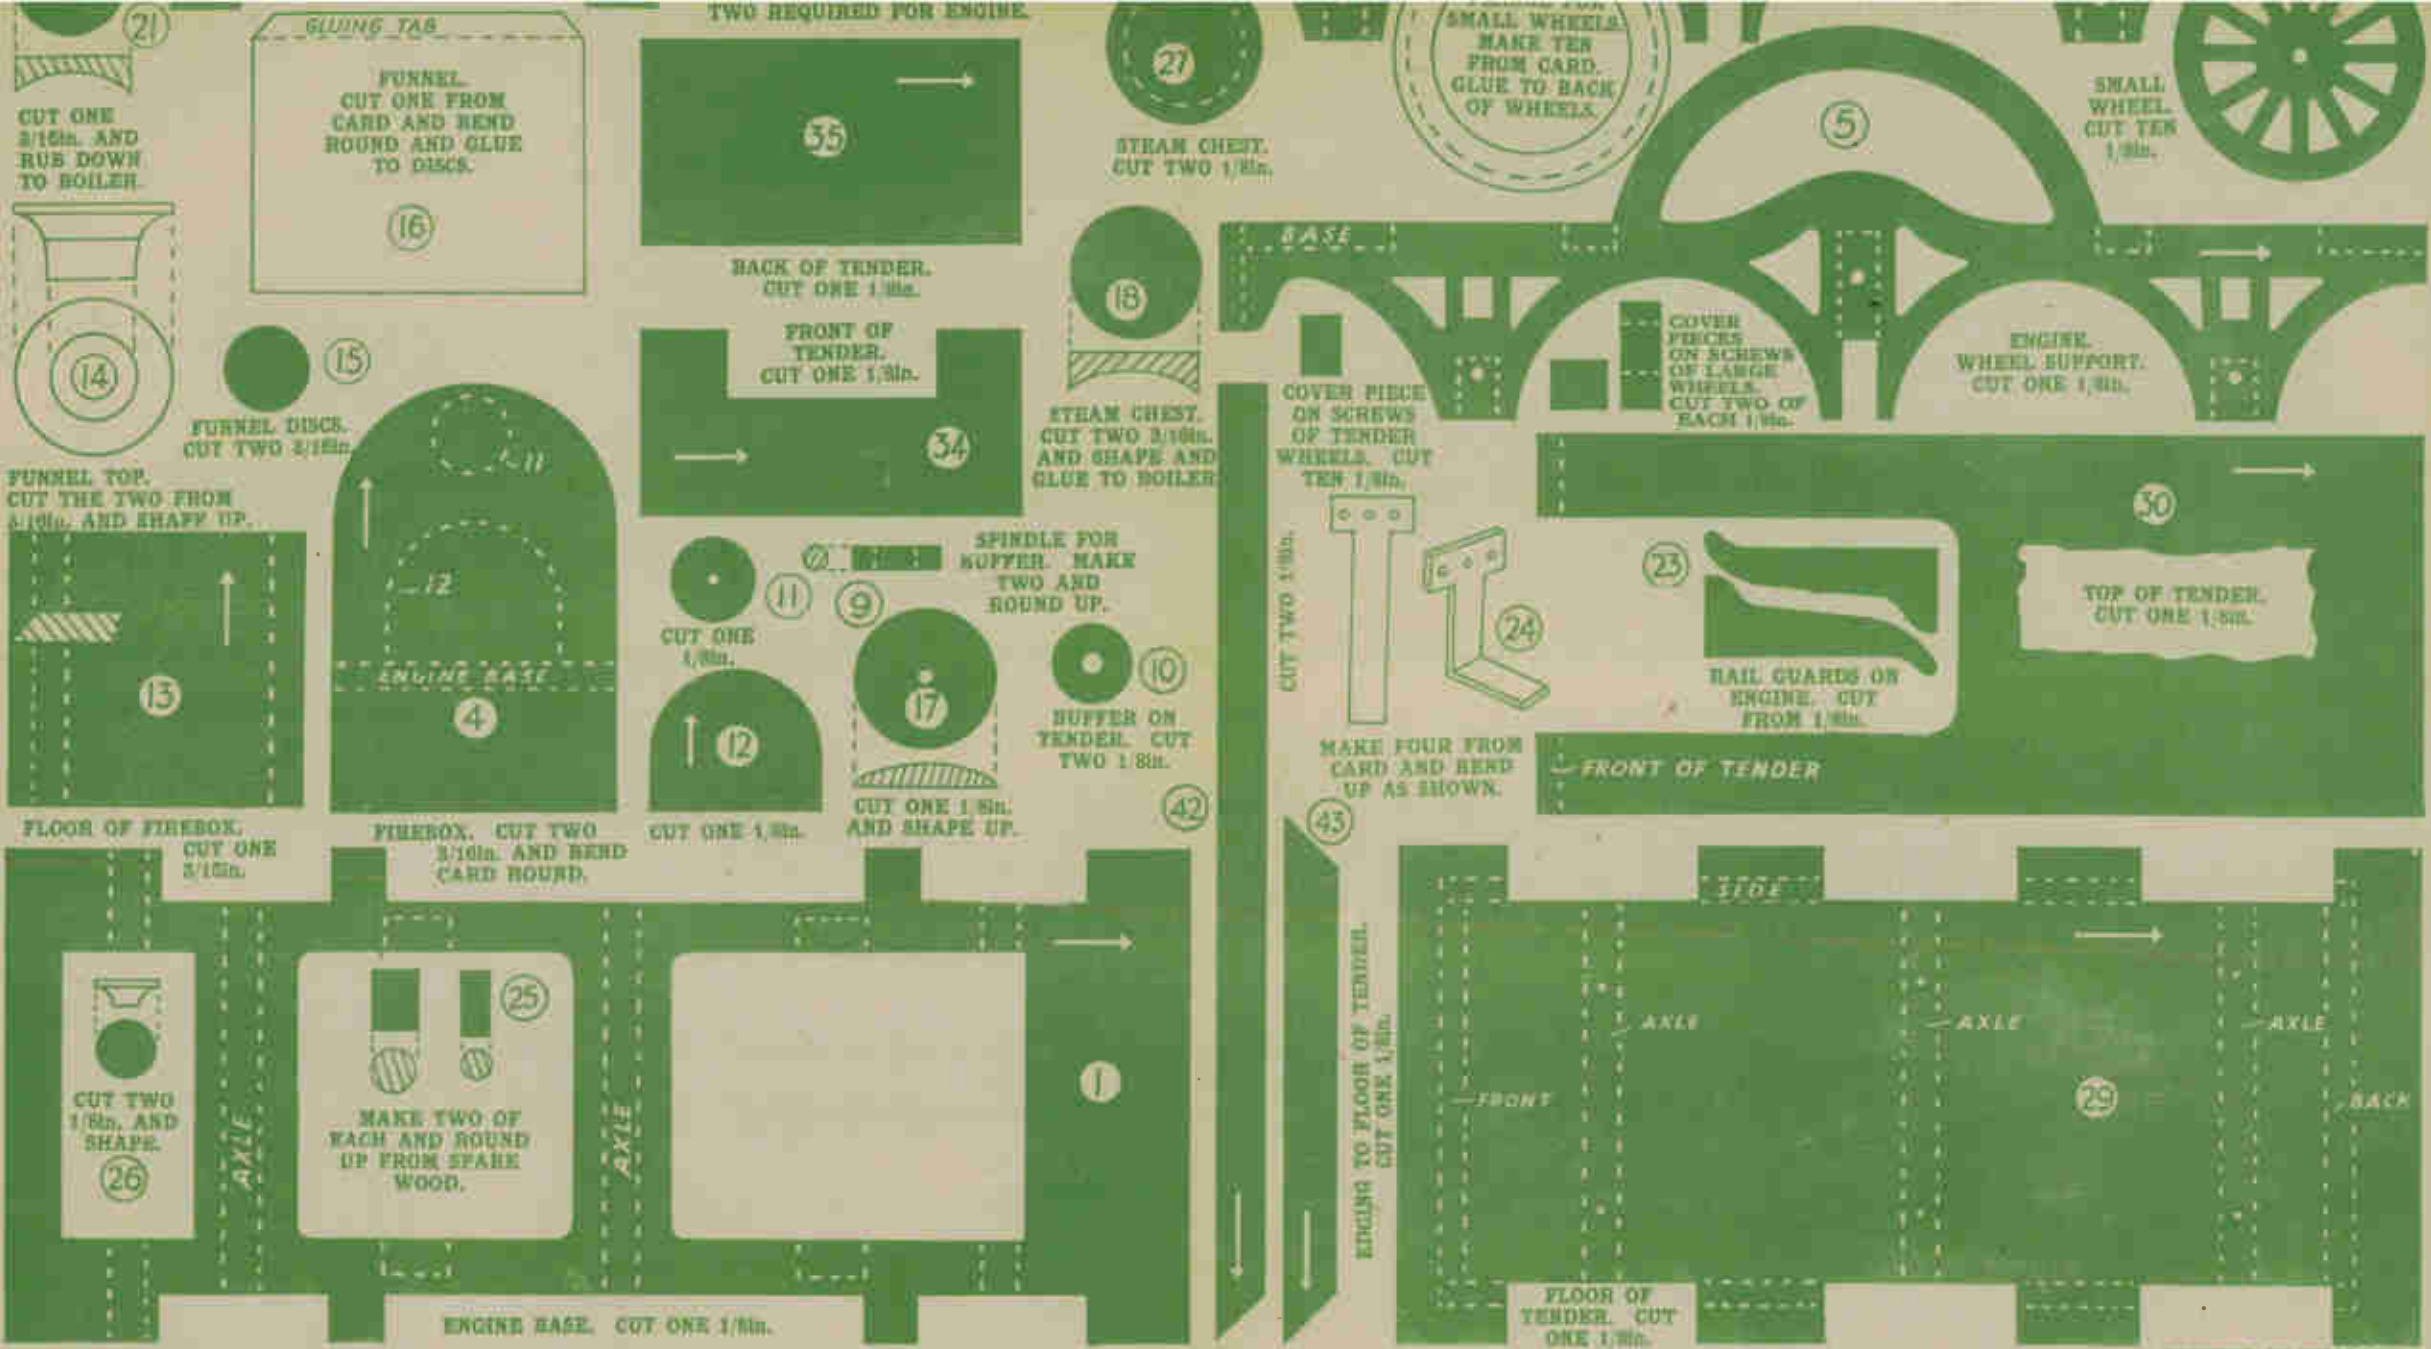 TWO REQUIRED FOR ENGINE.
21
CUT ONE
3/16in. AND
RUB DOWN
TO BOILER.
GLUING TAB
FUNNEL.
CUT ONE FROM
CARD AND BEND
ROUND AND GLUE
TO DISCS.
16
35
BACK OF TENDER.
CUT ONE 1/8in.
27
STEAM CHEST.
CUT TWO 1/8in.
SMALL WHEELS.
MAKE TEN
FROM CARD.
GLUE TO BACK
OF WHEELS.
5
SMALL
WHEEL.
CUT TEN
1/8in.
BASE
14
FUNNEL TOP.
CUT THE TWO FROM
3/16in. AND SHAPE UP.
15
FUNNEL DISCS.
CUT TWO 3/16in.
FRONT OF
TENDER.
CUT ONE 1/8in.
34
18
STEAM CHEST.
CUT TWO 3/16in.
AND SHAPE AND
GLUE TO BOILER
COVER PIECE
ON SCREWS
OF TENDER
WHEELS. CUT
TEN 1/8in.
COVER
PIECES
ON SCREWS
OF LARGE
WHEELS.
CUT TWO OF
EACH 1/8in.
ENGINE.
WHEEL SUPPORT.
CUT ONE 1/8in.
13
FLOOR OF FIREBOX.
CUT ONE
3/16in.
11
12
ENGINE BASE
4
FIREBOX. CUT TWO
3/16in. AND BEND
CARD ROUND.
11
CUT ONE
1/8in.
12
CUT ONE 1/8in.
9
SPINDLE FOR
BUFFER. MAKE
TWO AND
ROUND UP.
17
CUT ONE 1/8in.
AND SHAPE UP.
10
BUFFER ON
TENDER. CUT
TWO 1/8in.
42
CUT TWO 1/8in.
24
MAKE FOUR FROM
CARD AND BEND
UP AS SHOWN.
23
RAIL GUARDS ON
ENGINE. CUT
FROM 1/8in.
30
TOP OF TENDER.
CUT ONE 1/8in.
FRONT OF TENDER
43
EDGING TO FLOOR OF TENDER.
CUT ONE 1/8in.
CUT TWO
1/8in. AND
SHAPE.
26
AXLE
25
MAKE TWO OF
EACH AND ROUND
UP FROM SPARE
WOOD.
AXLE
1
ENGINE BASE. CUT ONE 1/8in.
SIDE
AXLE
AXLE
AXLE
FRONT
29
BACK
FLOOR OF
TENDER. CUT
ONE 1/8in.